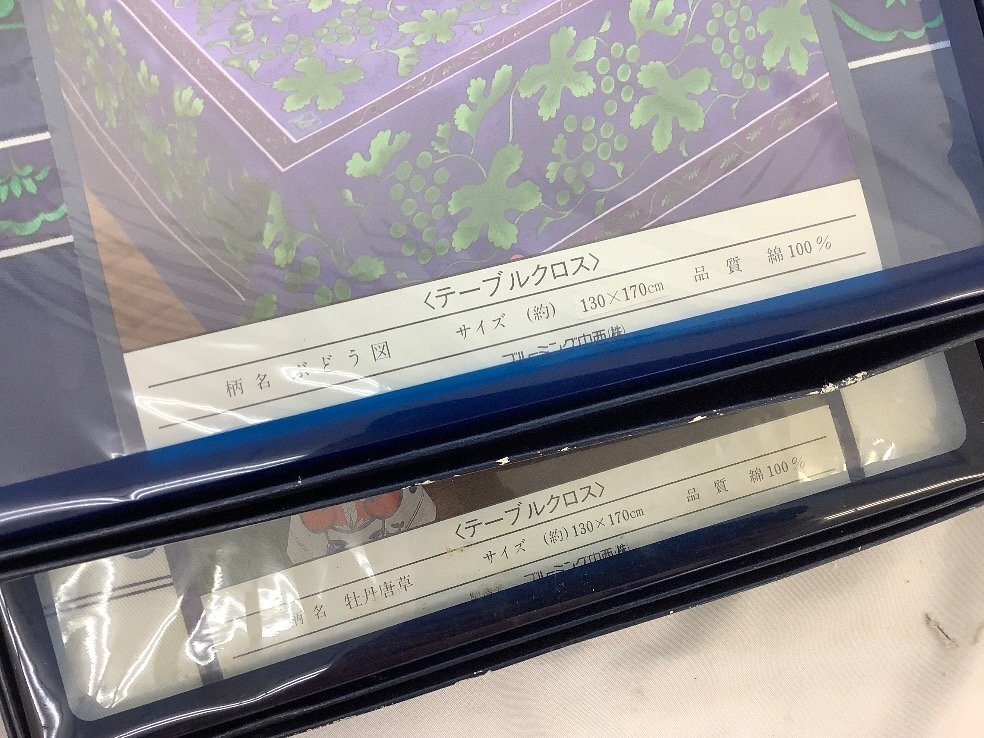 〈テーブルクロス〉
柄名 ぶどう図 サイズ (約) 130×170cm 品質 綿100%
ブルーミング中西(株)
〈テーブルクロス〉
柄名 牡丹唐草 サイズ (約)130×170cm 品質 綿100%
ブルーミング中西(株)